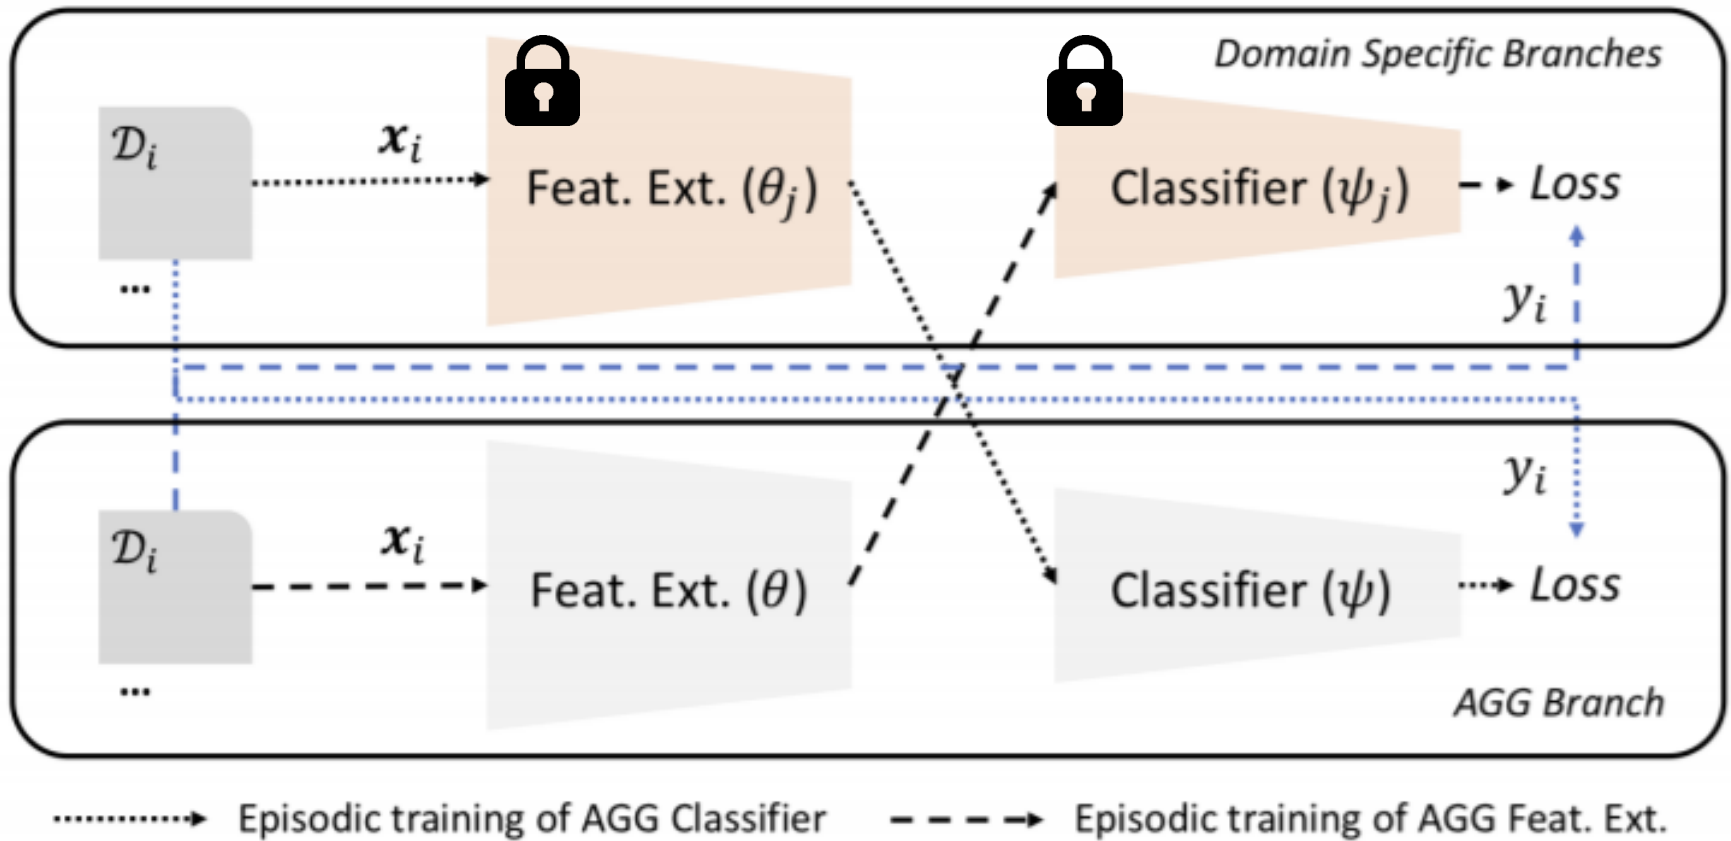 Domain Specific Branches
𝒟ᵢ
...
𝒙ᵢ
Feat. Ext. (θⱼ)
Classifier (ψⱼ)
Loss
yᵢ
yᵢ
𝒟ᵢ
...
𝒙ᵢ
Feat. Ext. (θ)
Classifier (ψ)
Loss
AGG Branch
Episodic training of AGG Classifier
Episodic training of AGG Feat. Ext.